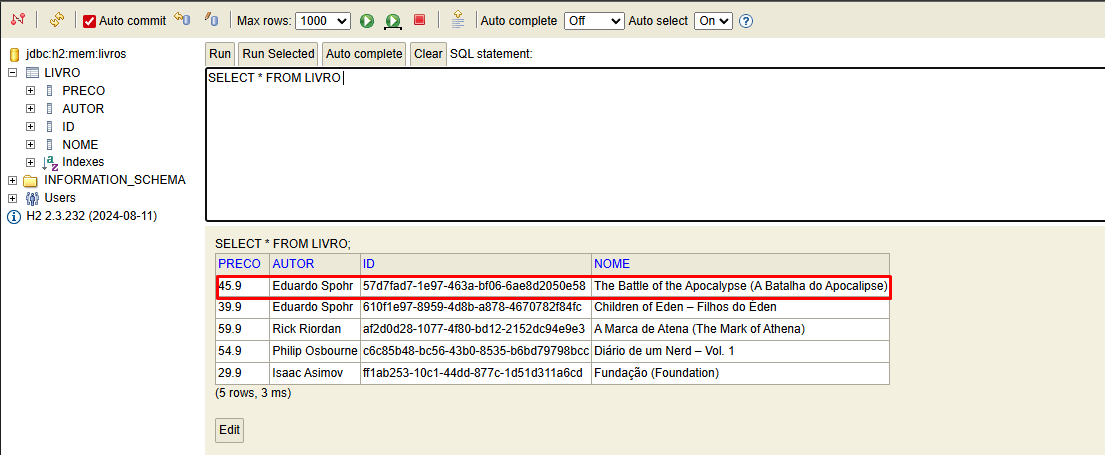 Auto commit Max rows: 1000 Auto complete Off Auto select On
jdbc:h2:mem:livros
LIVRO
PRECO
AUTOR
ID
NOME
Indexes
INFORMATION_SCHEMA
Users
H2 2.3.232 (2024-08-11)
Run Run Selected Auto complete Clear SQL statement:
SELECT * FROM LIVRO
SELECT * FROM LIVRO;
PRECO AUTOR ID NOME
45.9 Eduardo Spohr 57d7fad7-1e97-463a-bf06-6ae8d2050e58 The Battle of the Apocalypse (A Batalha do Apocalipse)
39.9 Eduardo Spohr 610f1e97-8959-4d8b-a878-4670782f84fc Children of Eden – Filhos do Éden
59.9 Rick Riordan af2d0d28-1077-4f80-bd12-2152dc94e9e3 A Marca de Atena (The Mark of Athena)
54.9 Philip Osbourne c6c85b48-bc56-43b0-8535-b6bd79798bcc Diário de um Nerd – Vol. 1
29.9 Isaac Asimov ff1ab253-10c1-44dd-877c-1d51d311a6cd Fundação (Foundation)
(5 rows, 3 ms)
Edit